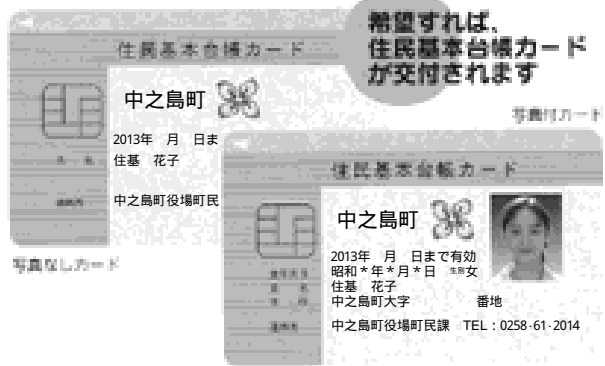 希望すれば、
住民基本台帳カード
が交付されます
写真付カード
住民基本台帳カード
中之島町
2013年 月 日ま
住基 花子
中之島町役場町民
写真なしカード
住民基本台帳カード
中之島町
2013年 月 日まで有効
昭和*年*月*日 性別女
住基 花子
中之島町大字 番地
中之島町役場町民課 TEL:0258-61-2014